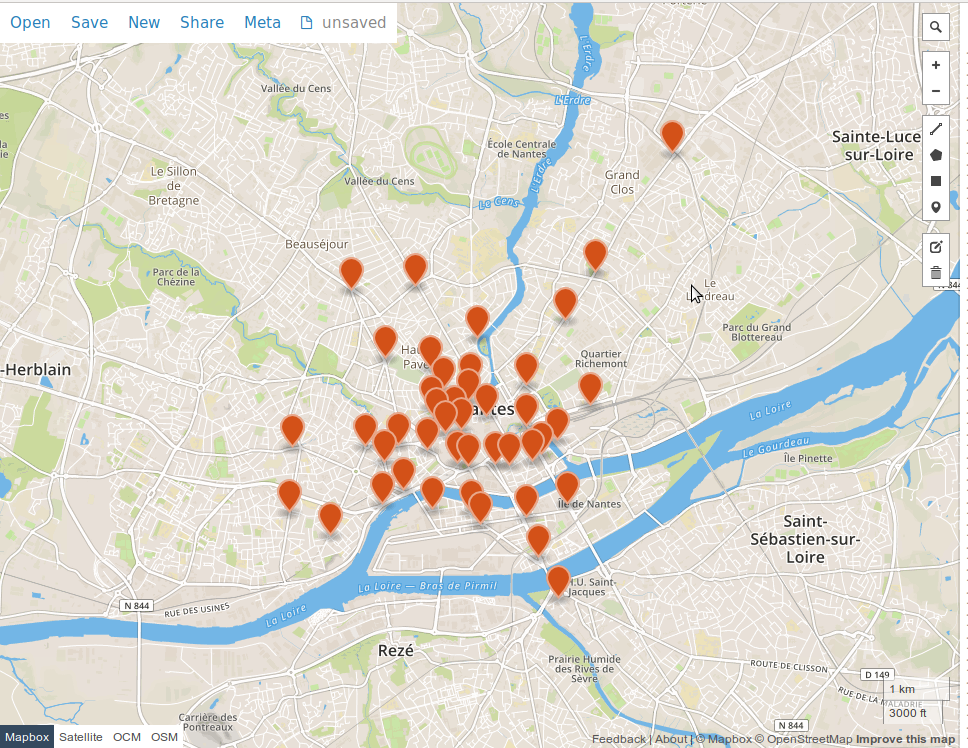 Open Save New Share Meta unsaved
L'Erdre
Vallée du Cens
L'Erdre
Sainte-Luce
sur-Loire
École Centrale
de Nantes
L'Erdre
Le Sillon
de
Bretagne
Vallée du Cens
Grand
Clos
Le Cens
Beauséjour
Parc de la
Chézine
Le
Parc du Grand
Blottereau
Quartier
Richemont
-Herblain
La Loire
Le Gourdeau
Île Pinette
Île de Nantes
Saint-
Sébastien-sur-
Loire
La Loire — Bras de Pirmil
Jacques
N 844
RUE DES USINES
La Loire
Rezé
Prairie Humide
des Rives de
Sèvre
ROUTE DE CLISSON
D 149
RUE DE LA MALADRIE
1 km
3000 ft
Carrière des
Pontreaux
N 844
Mapbox Satellite OCM OSM
Feedback | About | © Mapbox © OpenStreetMap Improve this map